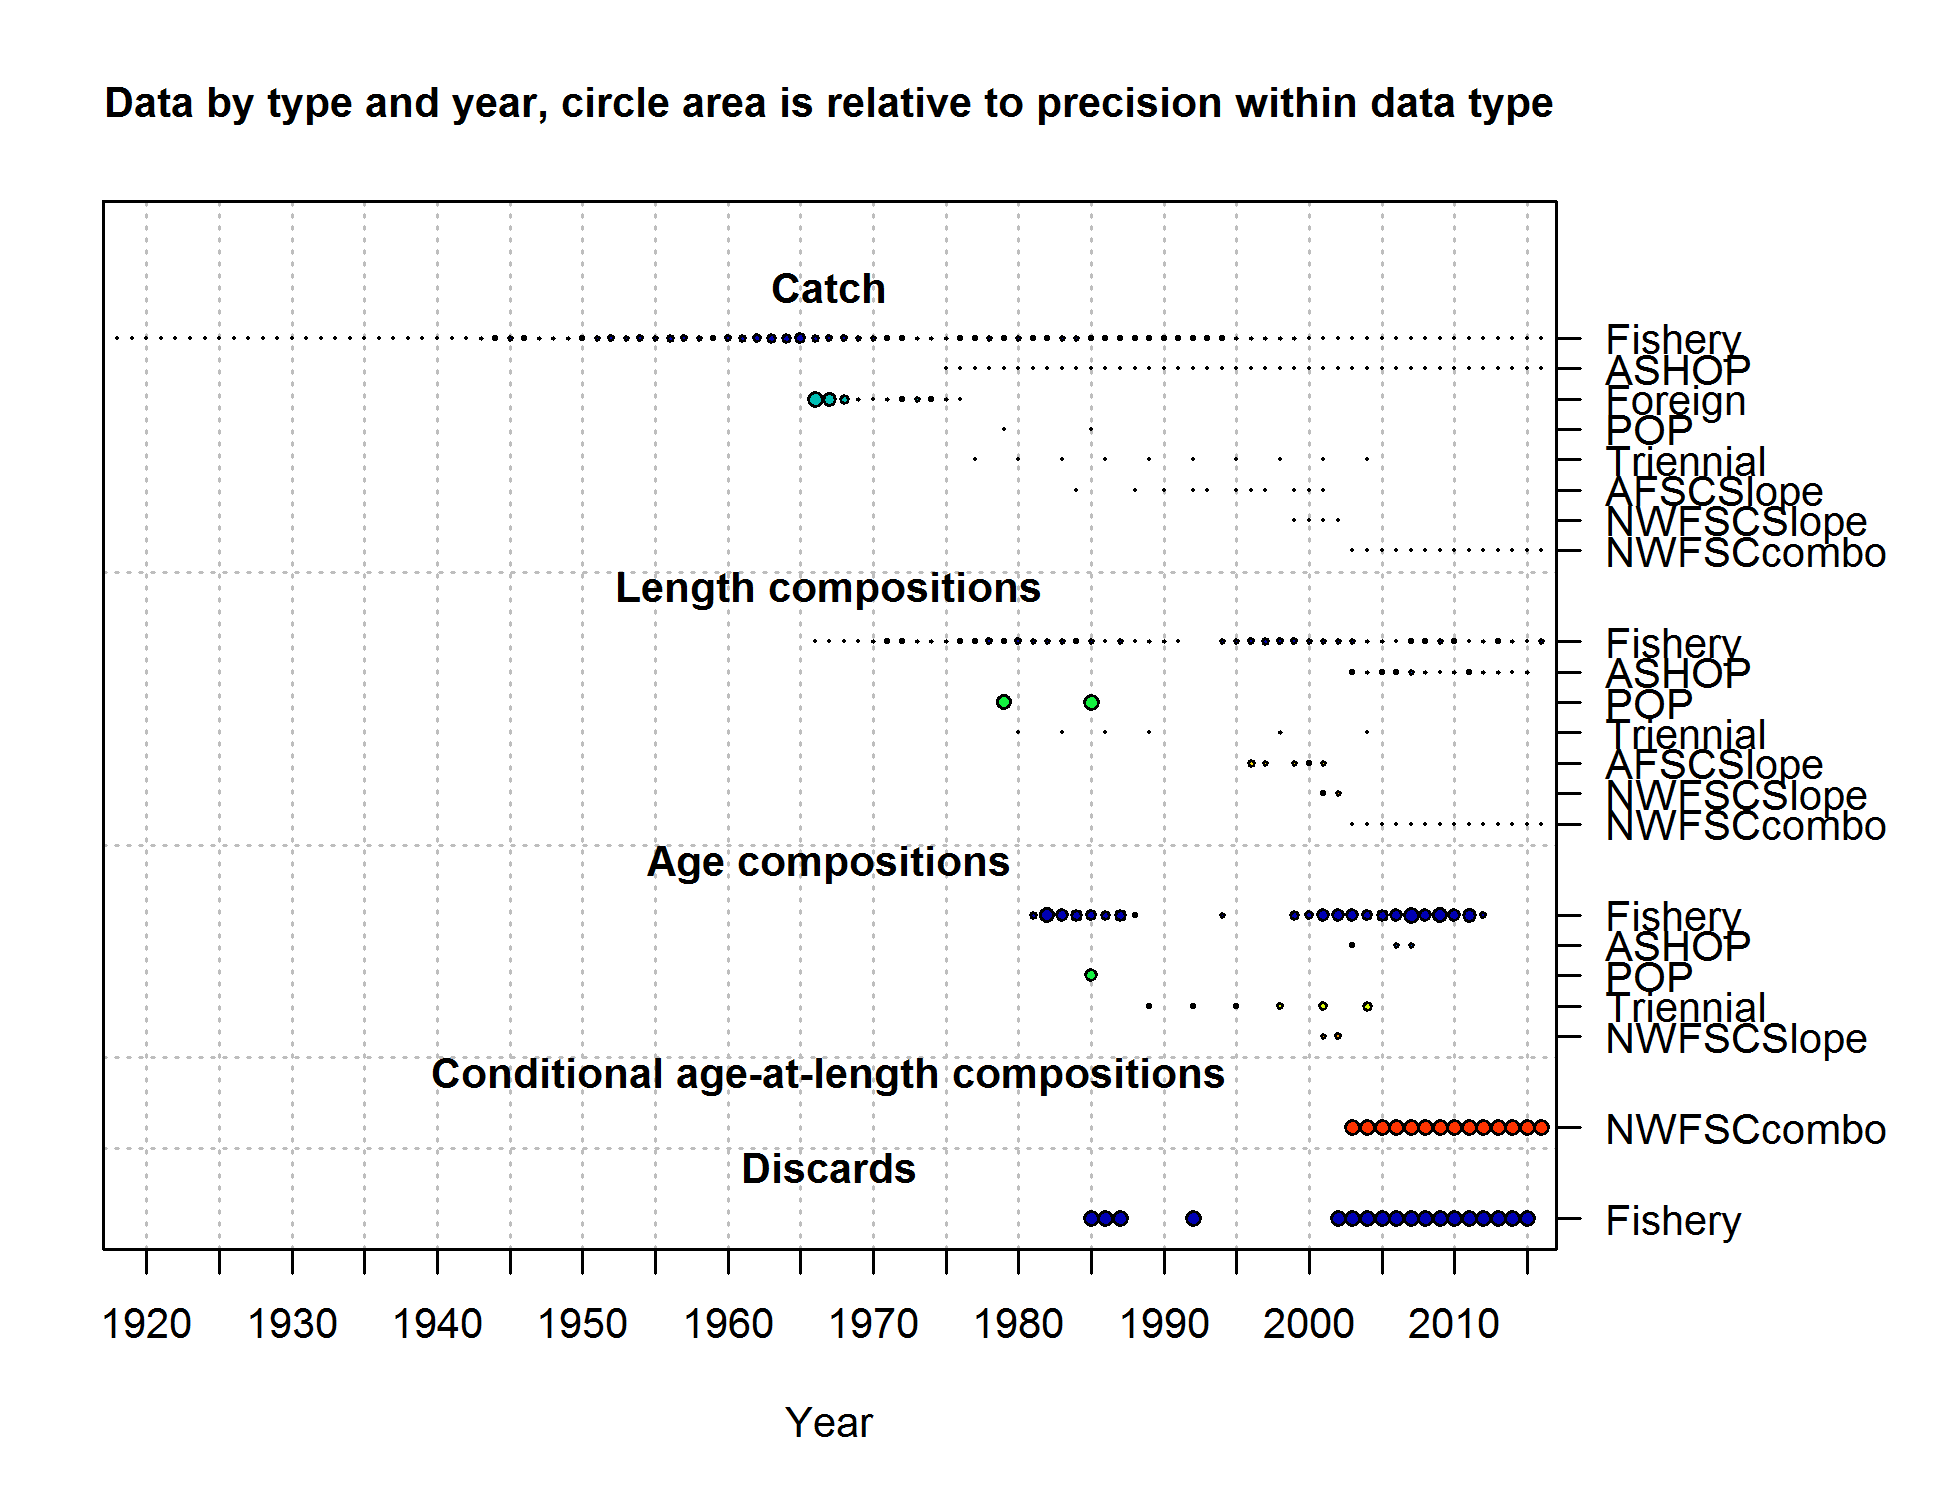 Data by type and year, circle area is relative to precision within data type
Catch
Fishery
ASHOP
Foreign
POP
Triennial
AFSCSlope
NWFSCSlope
NWFSCcombo
Length compositions
Fishery
ASHOP
POP
Triennial
AFSCSlope
NWFSCSlope
NWFSCcombo
Age compositions
Fishery
ASHOP
POP
Triennial
NWFSCSlope
Conditional age-at-length compositions
NWFSCcombo
Discards
Fishery
1920 1930 1940 1950 1960 1970 1980 1990 2000 2010
Year